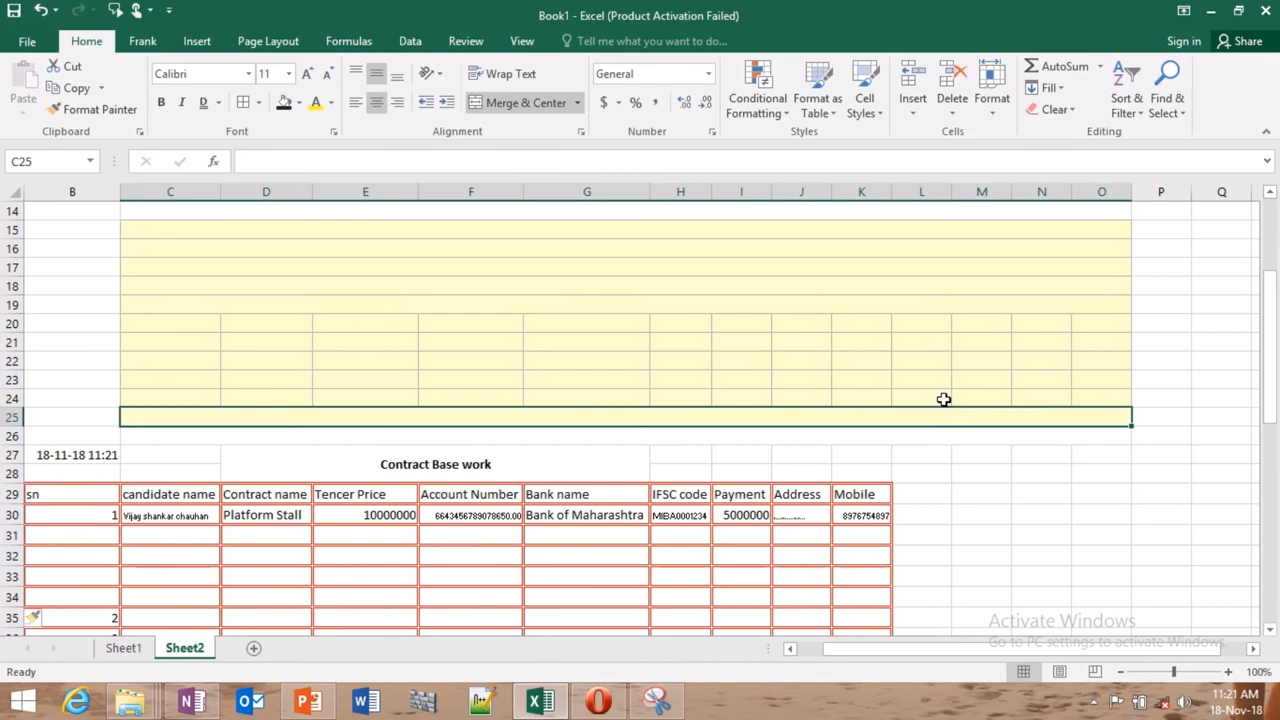 Book1 - Excel (Product Activation Failed)
File Home Frank Insert Page Layout Formulas Data Review View Tell me what you want to do... Sign in Share
Paste Cut Copy Format Painter Clipboard
Calibri 11 B I D A Font
Wrap Text Merge & Center Alignment
General $ % , Number
Conditional Formatting Format as Table Cell Styles Styles
Insert Delete Format Cells
AutoSum Fill Clear Sort & Filter Find & Select Editing
C25 fx
B C D E F G H I J K L M N O P Q
14
15
16
17
18
19
20
21
22
23
24
25
26
27 18-11-18 11:21
Contract Base work
28
29 sn candidate name Contract name Tencer Price Account Number Bank name IFSC code Payment Address Mobile
30 1 Vijay shankar chauhan Platform Stall 10000000 6643456789078650.00 Bank of Maharashtra MIBA0001234 5000000 8976754897
31
32
33
34
35 2
Activate Windows
Go to PC settings to activate Windows.
Sheet1 Sheet2
Ready 100%
11:21 AM
18-Nov-18